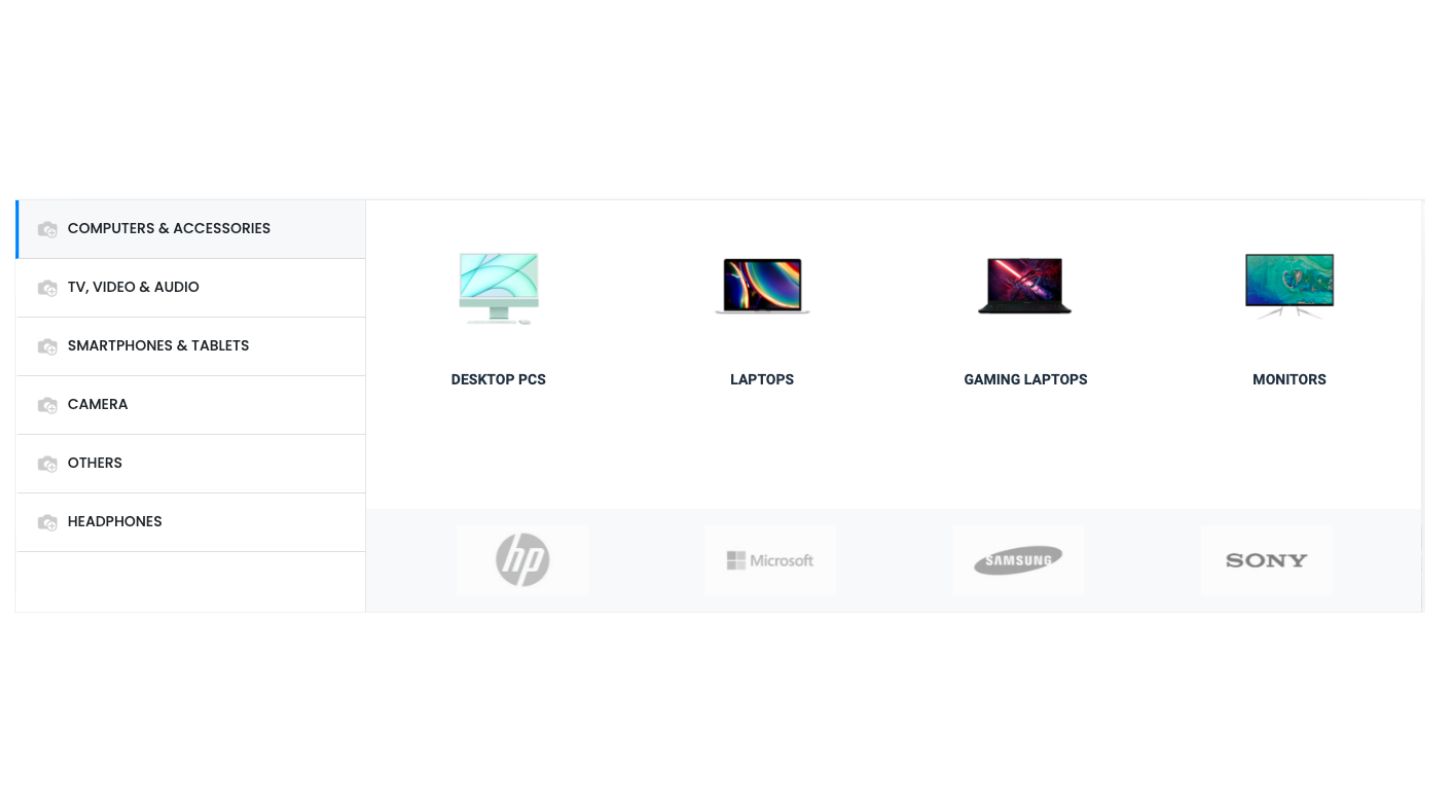 COMPUTERS & ACCESSORIES
TV, VIDEO & AUDIO
SMARTPHONES & TABLETS
CAMERA
OTHERS
HEADPHONES
DESKTOP PCS
LAPTOPS
GAMING LAPTOPS
MONITORS
hp
Microsoft
SAMSUNG
SONY